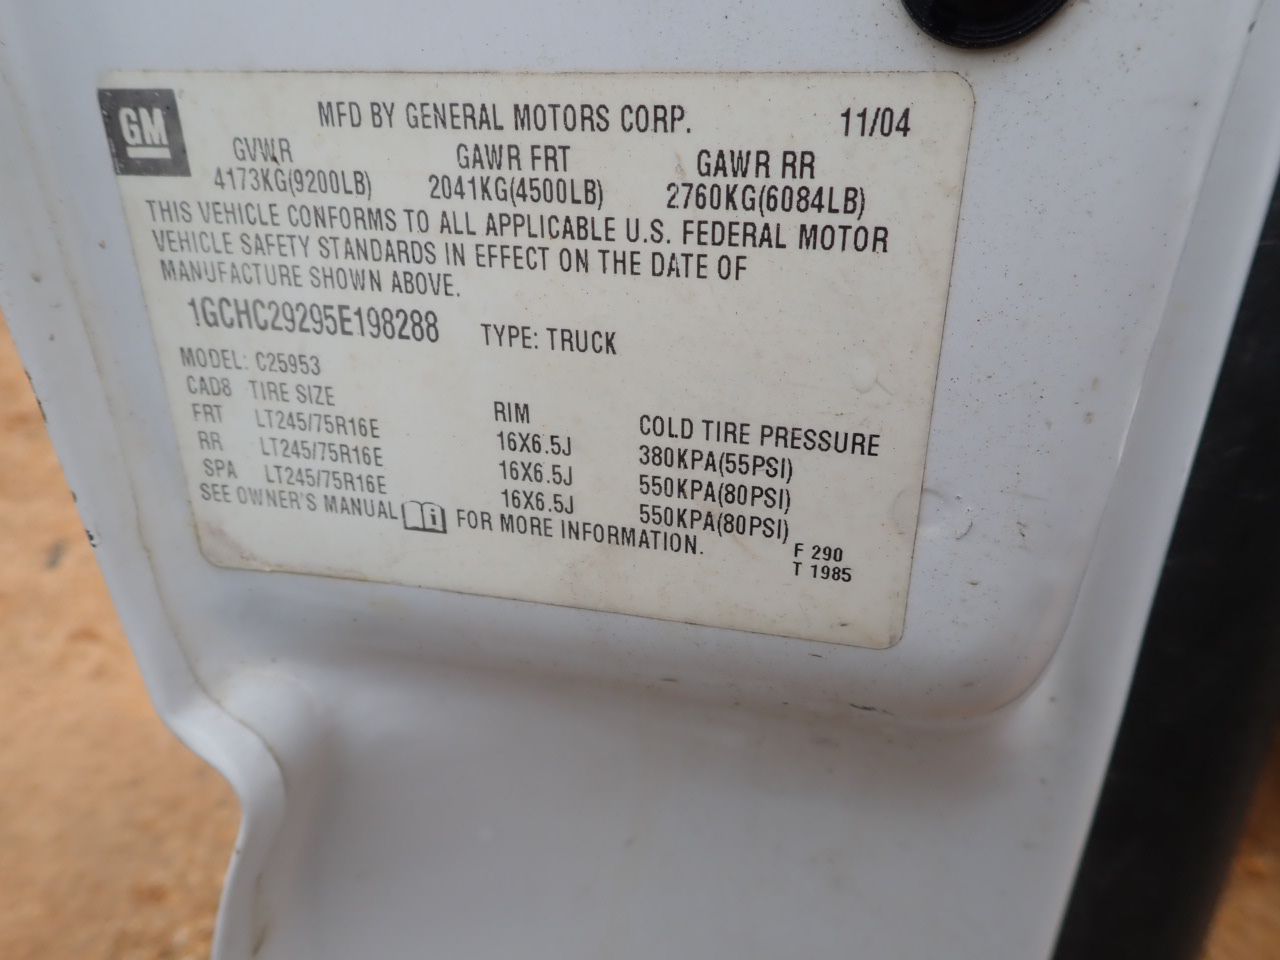 GM
MFD BY GENERAL MOTORS CORP. 11/04
GVWR GAWR FRT GAWR RR
4173KG(9200LB) 2041KG(4500LB) 2760KG(6084LB)
THIS VEHICLE CONFORMS TO ALL APPLICABLE U.S. FEDERAL MOTOR
VEHICLE SAFETY STANDARDS IN EFFECT ON THE DATE OF
MANUFACTURE SHOWN ABOVE.
1GCHC29295E198288 TYPE: TRUCK
MODEL: C25953
CAD8 TIRE SIZE RIM COLD TIRE PRESSURE
FRT LT245/75R16E 16X6.5J 380KPA(55PSI)
RR LT245/75R16E 16X6.5J 550KPA(80PSI)
SPA LT245/75R16E 16X6.5J 550KPA(80PSI)
SEE OWNER'S MANUAL FOR MORE INFORMATION.
F 290
T 1985